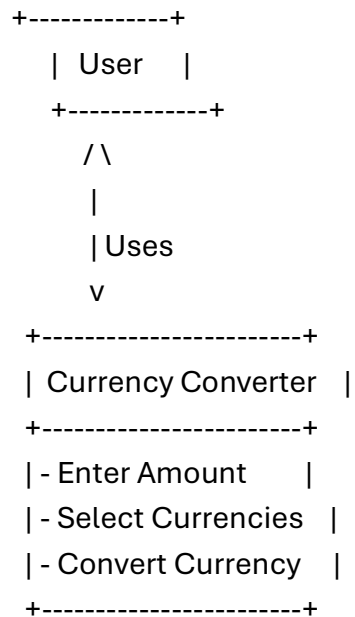 +-------------+
| User |
+-------------+
/ \
|
| Uses
v
+------------------------+
| Currency Converter |
+------------------------+
| - Enter Amount |
| - Select Currencies |
| - Convert Currency |
+------------------------+